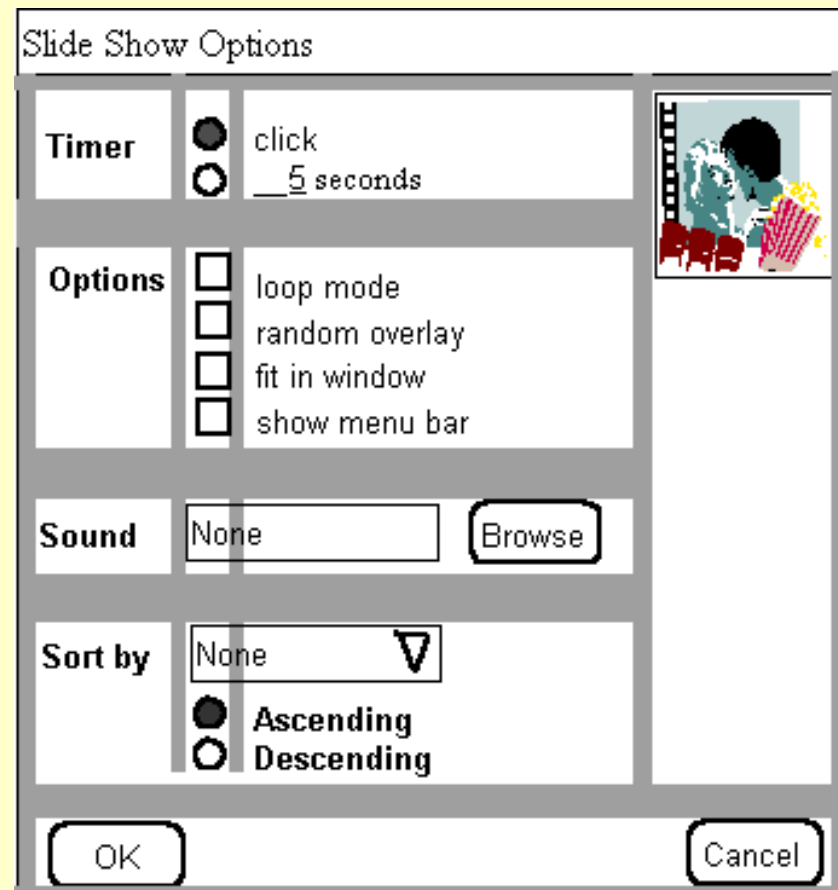 Slide Show Options
Timer
click
__5 seconds
Options
loop mode
random overlay
fit in window
show menu bar
Sound
None
Browse
Sort by
None
Ascending
Descending
OK
Cancel